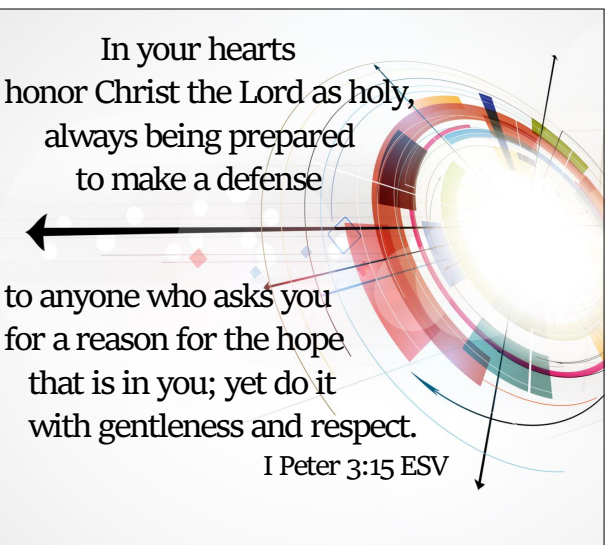 In your hearts
honor Christ the Lord as holy,
always being prepared
to make a defense
to anyone who asks you
for a reason for the hope
that is in you; yet do it
with gentleness and respect.
I Peter 3:15 ESV